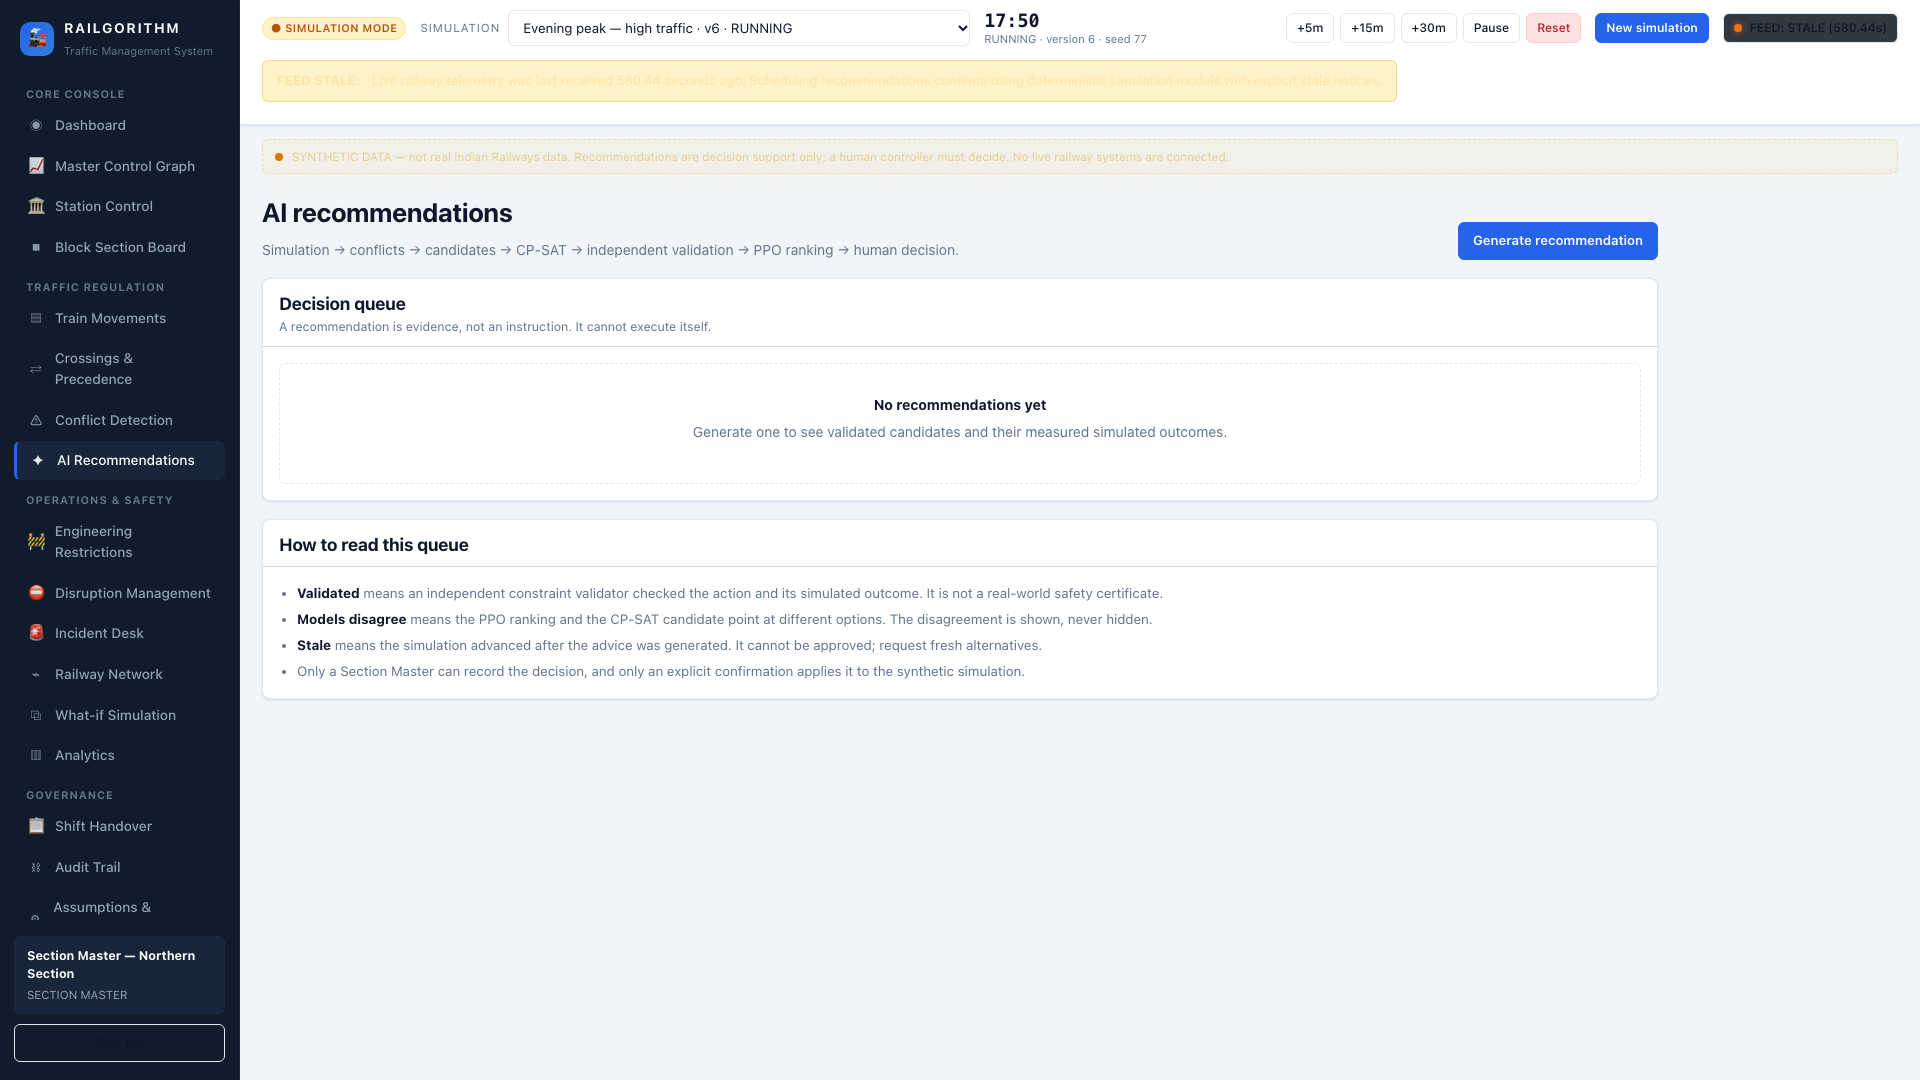 RAILGORITHM
Traffic Management System
CORE CONSOLE
Dashboard
Master Control Graph
Station Control
Block Section Board
TRAFFIC REGULATION
Train Movements
Crossings &
Precedence
Conflict Detection
AI Recommendations
OPERATIONS & SAFETY
Engineering
Restrictions
Disruption Management
Incident Desk
Railway Network
What-if Simulation
Analytics
GOVERNANCE
Shift Handover
Audit Trail
Assumptions &
Section Master — Northern
Section
SECTION MASTER
SIMULATION MODE
SIMULATION
Evening peak — high traffic · v6 · RUNNING
17:50
RUNNING · version 6 · seed 77
+5m
+15m
+30m
Pause
Reset
New simulation
FEED: STALE (580.44s)
FEED STALE: Live railway telemetry was last received 580.44 seconds ago. Scheduling recommendations continue using deterministic simulation models with explicit stale notices.
SYNTHETIC DATA — not real Indian Railways data. Recommendations are decision support only; a human controller must decide. No live railway systems are connected.
AI recommendations
Simulation → conflicts → candidates → CP-SAT → independent validation → PPO ranking → human decision.
Generate recommendation
Decision queue
A recommendation is evidence, not an instruction. It cannot execute itself.
No recommendations yet
Generate one to see validated candidates and their measured simulated outcomes.
How to read this queue
• Validated means an independent constraint validator checked the action and its simulated outcome. It is not a real-world safety certificate.
• Models disagree means the PPO ranking and the CP-SAT candidate point at different options. The disagreement is shown, never hidden.
• Stale means the simulation advanced after the advice was generated. It cannot be approved; request fresh alternatives.
• Only a Section Master can record the decision, and only an explicit confirmation applies it to the synthetic simulation.